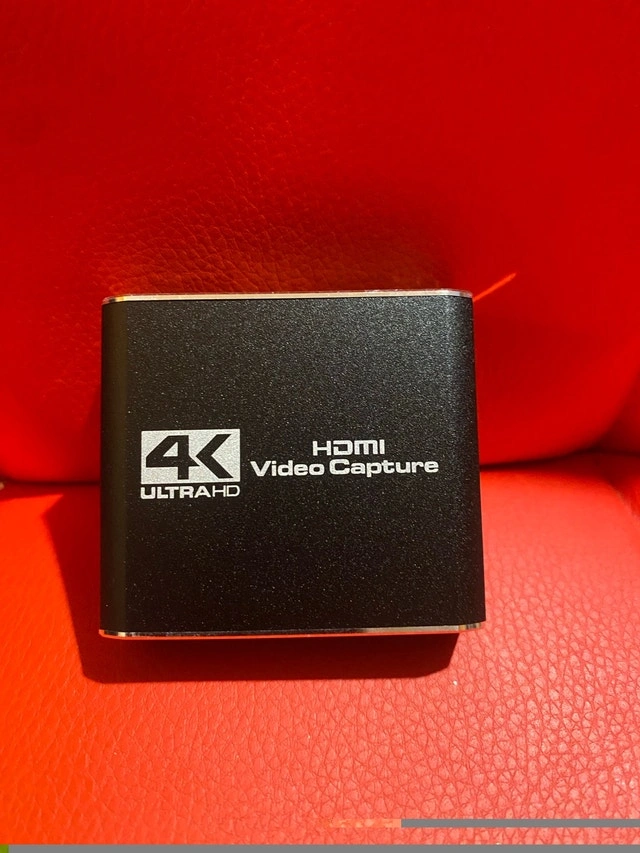 4K
ULTRAHD
HDMI
Video Capture